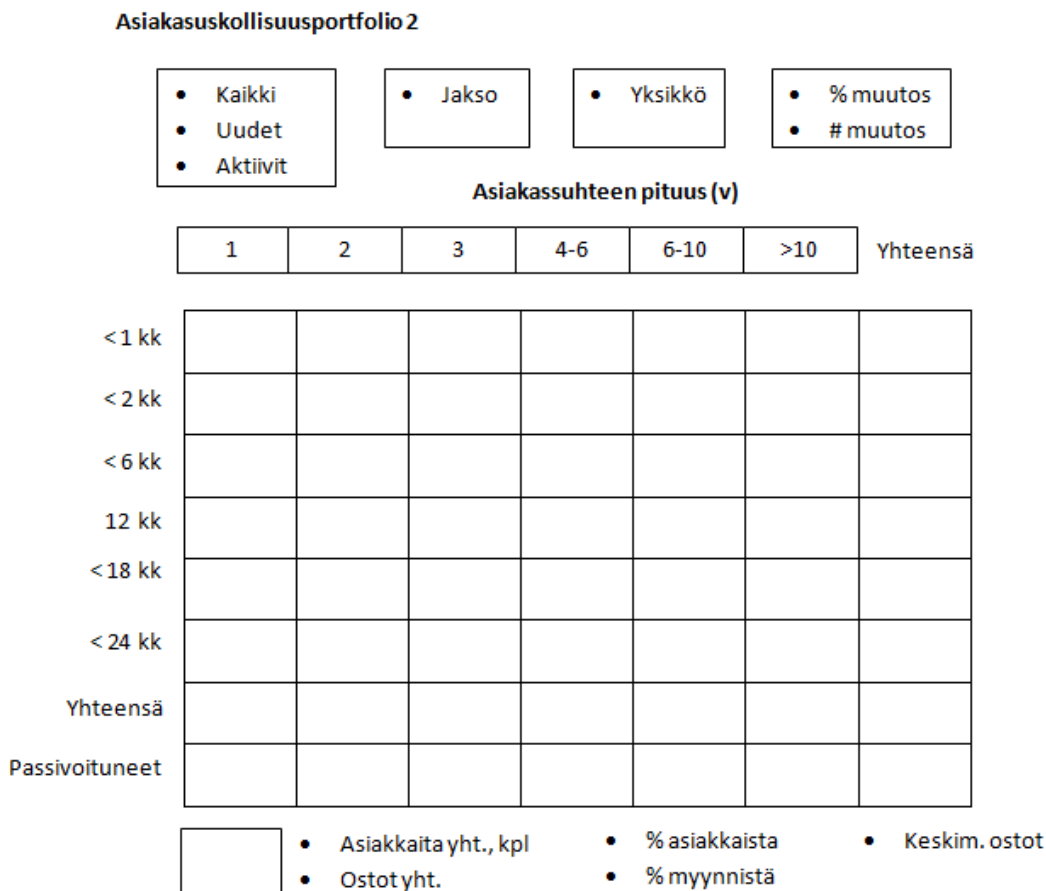 Asiakasuskollisuusportfolio 2
• Kaikki
• Uudet
• Aktiivit
• Jakso
• Yksikkö
• % muutos
• # muutos
Asiakassuhteen pituus (v)
1 2 3 4-6 6-10 >10 Yhteensä
< 1 kk
< 2 kk
< 6 kk
12 kk
< 18 kk
< 24 kk
Yhteensä
Passivoituneet
• Asiakkaita yht., kpl
• Ostot yht.
• % asiakkaista
• % myynnistä
• Keskim. ostot